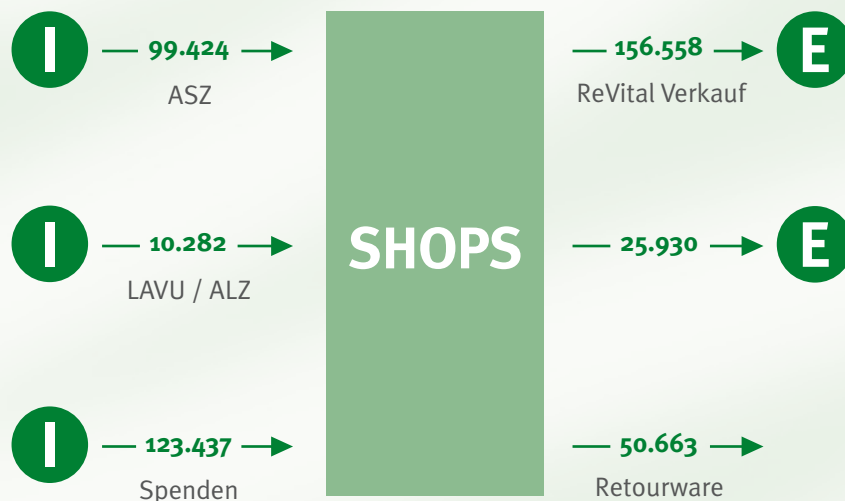 I 99.424
ASZ
I 10.282
LAVU / ALZ
I 123.437
Spenden
SHOPS
156.558 E
ReVital Verkauf
25.930 E
50.663
Retourware